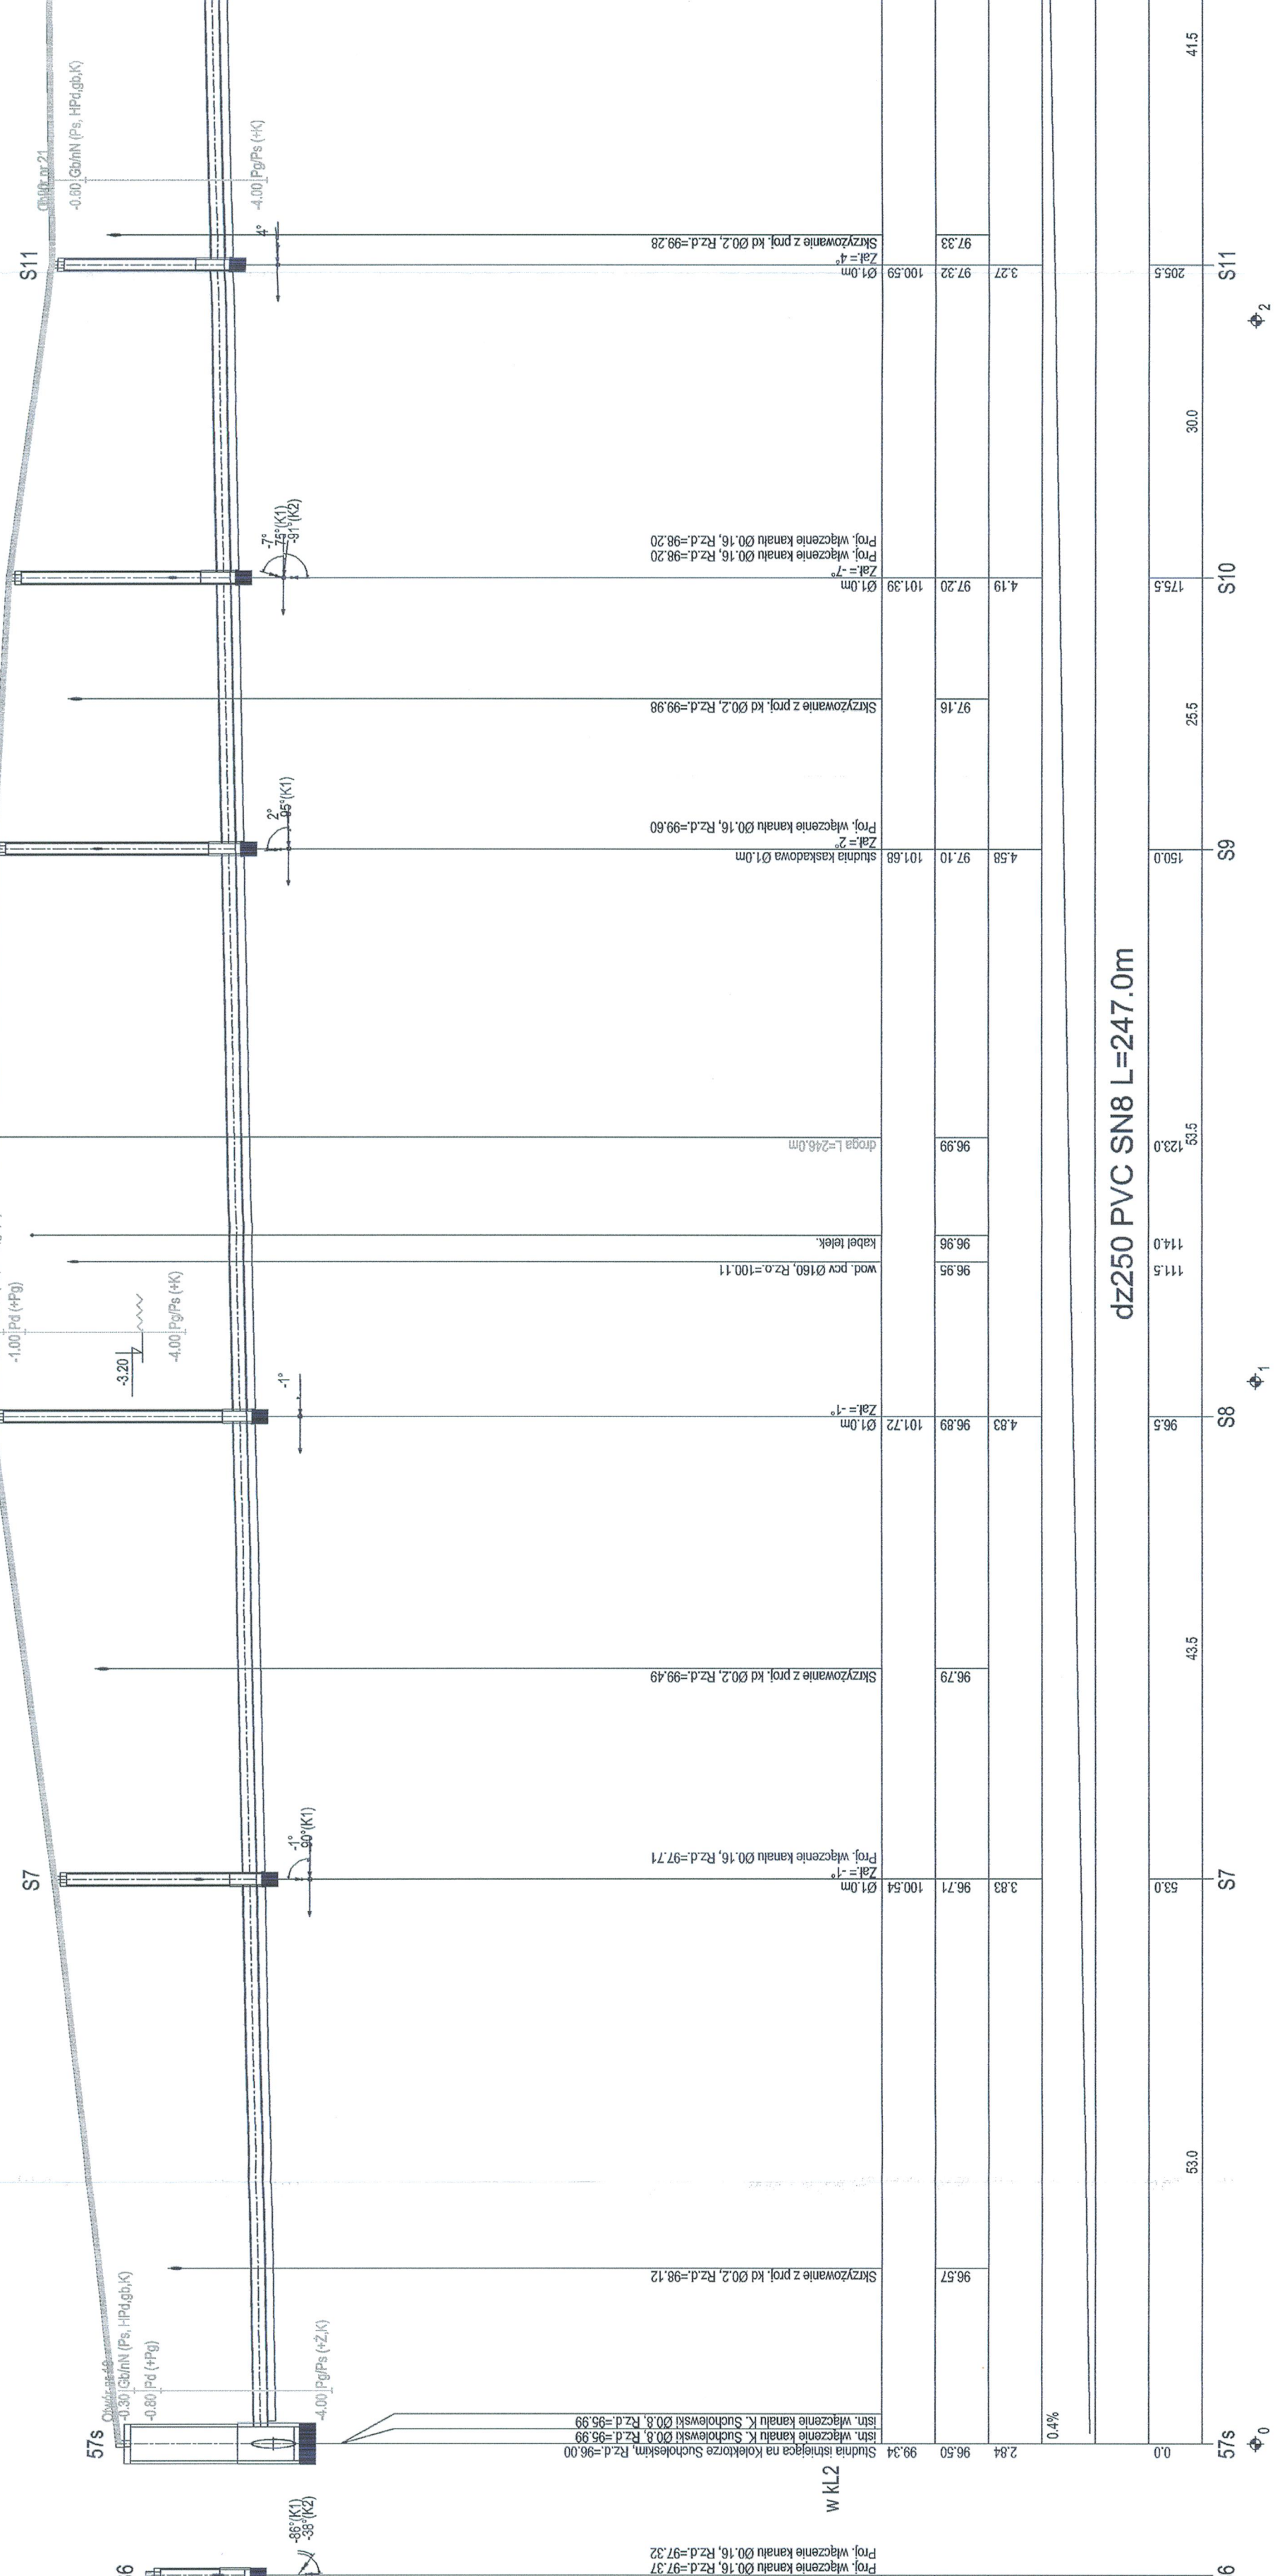 S11
Otwór nr 21
-0.60 Gb/nN (Ps, HPd,gb,K)
-4.00 Pg/Ps (+K)
4°
Skrzyżowanie z proj. kd Ø0.2, Rz.d.=99.28
97.33
Zał.= 4°
Ø1.0m
100.59
97.32
3.27
205.5
S11
41.5
2
30.0
-7°
75°(K1)
-91°(K2)
Proj. włączenie kanału Ø0.16, Rz.d.=98.20
Proj. włączenie kanału Ø0.16, Rz.d.=98.20
Zał.= -7°
Ø1.0m
101.39
97.20
4.19
175.5
S10
Skrzyżowanie z proj. kd Ø0.2, Rz.d.=99.98
97.16
25.5
2°
95°(K1)
Proj. włączenie kanału Ø0.16, Rz.d.=99.60
Zał.= 2°
studnia kaskadowa Ø1.0m
101.68
97.10
4.58
150.0
S9
droga L=246.0m
96.99
123.0
53.5
kabel telek.
96.96
114.0
wod. pcv Ø160, Rz.o.=100.11
96.95
111.5
dz250 PVC SN8 L=247.0m
-1.00 Pd (+Pg)
-3.20
-4.00 Pg/Ps (+K)
1
-1°
Zał.= -1°
Ø1.0m
101.72
96.89
4.83
96.5
S8
Skrzyżowanie z proj. kd Ø0.2, Rz.d.=99.49
96.79
43.5
S7
-1°
90°(K1)
Proj. włączenie kanału Ø0.16, Rz.d.=97.71
Zał.= -1°
Ø1.0m
100.54
96.71
3.83
53.0
S7
53.0
Skrzyżowanie z proj. kd Ø0.2, Rz.d.=98.12
96.57
-0.30 Gb/nN (Ps, HPd,gb,K)
-0.80 Pd (+Pg)
-4.00 Pg/Ps (+Ż,K)
57s
istn. włączenie kanału K. Sucholewski Ø0.8, Rz.d.=95.99
istn. włączenie kanału K. Sucholewski Ø0.8, Rz.d.=95.99
Studnia istniejąca na Kolektorze Sucholeskim, Rz.d.=96.00
99.34
96.50
2.84
0.4%
0.0
57s
0
w kL2
-86°(K1)
-38°(K2)
6
Proj. włączenie kanału Ø0.16, Rz.d.=97.32
Proj. włączenie kanału Ø0.16, Rz.d.=97.37
6